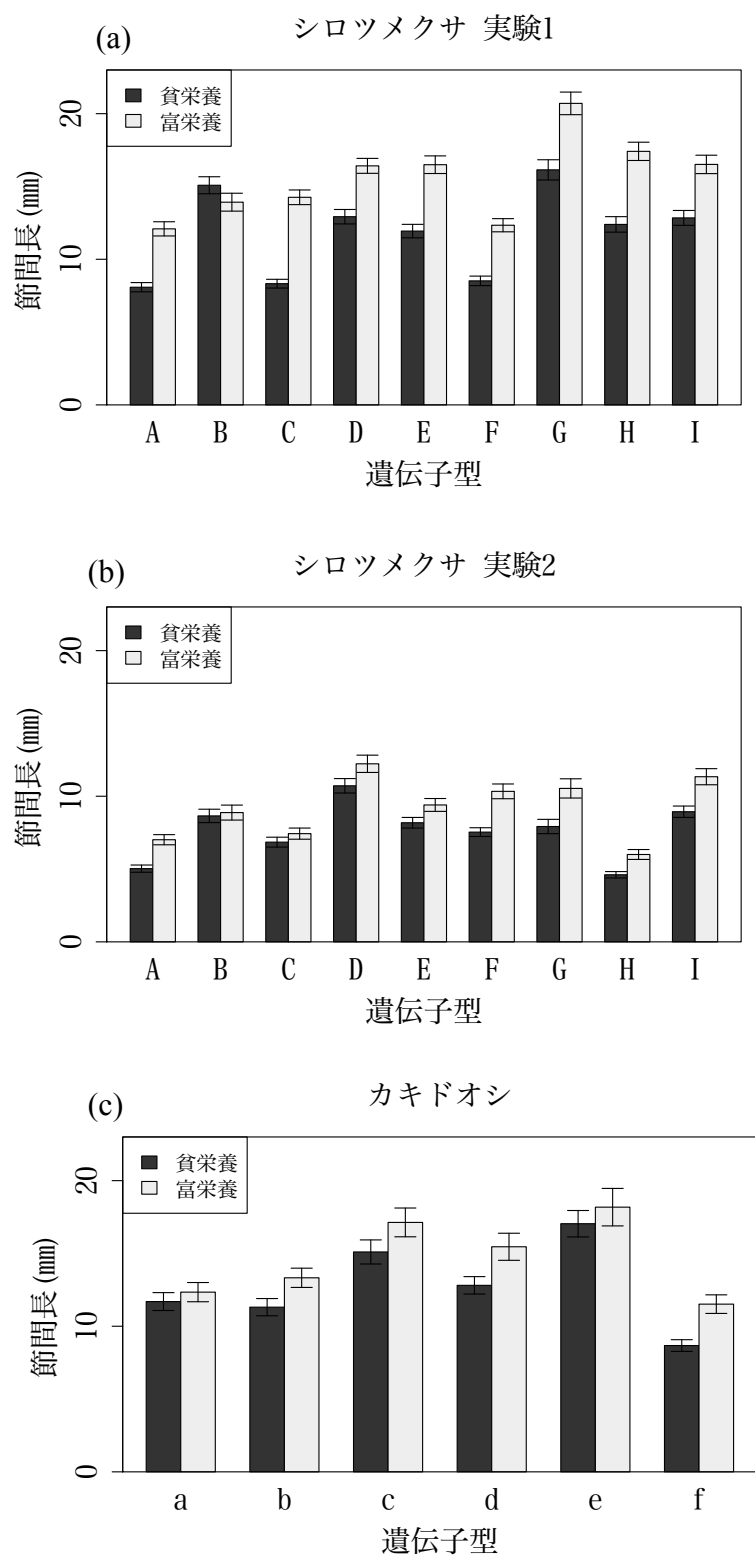 (a)
シロツメクサ 実験1
貧栄養
富栄養
節間長(mm)
20
10
0
A B C D E F G H I
遺伝子型
(b)
シロツメクサ 実験2
貧栄養
富栄養
節間長(mm)
20
10
0
A B C D E F G H I
遺伝子型
(c)
カキドオシ
貧栄養
富栄養
節間長(mm)
20
10
0
a b c d e f
遺伝子型